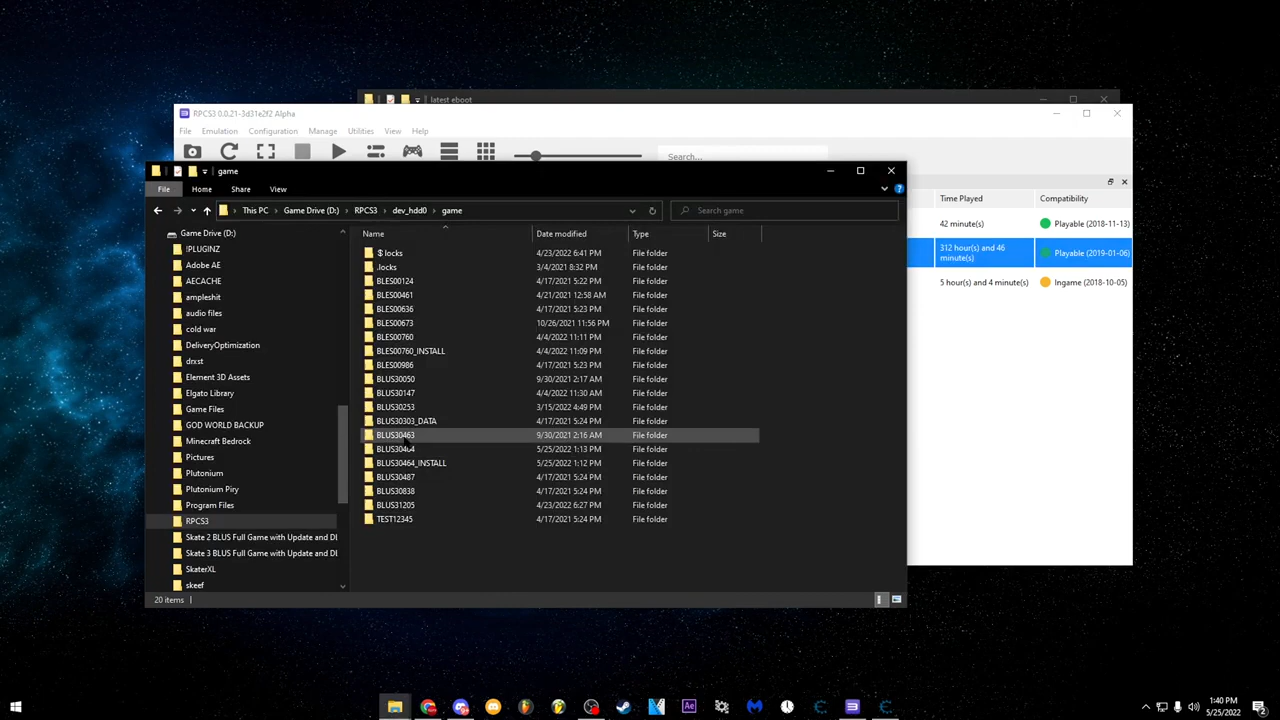 latest eboot
RPCS3 0.0.21-3d31e2f2 Alpha
File Emulation Configuration Manage Utilities View Help
Search...
game
File Home Share View
This PC Game Drive (D:) RPCS3 dev_hdd0 game
Search game
Time Played Compatibility
42 minute(s) Playable (2018-11-13)
312 hour(s) and 46
minute(s)
Playable (2019-01-06)
5 hour(s) and 4 minute(s) Ingame (2018-10-05)
Game Drive (D:)
!PLUGINZ
Adobe AE
AECACHE
ampleshit
audio files
cold war
DeliveryOptimization
drxst
Element 3D Assets
Elgato Library
Game Files
GOD WORLD BACKUP
Minecraft Bedrock
Pictures
Plutonium
Plutonium Piry
Program Files
RPCS3
Skate 2 BLUS Full Game with Update and Dl
Skate 3 BLUS Full Game with Update and Dl
SkaterXL
skeef
Name Date modified Type Size
$ locks 4/23/2022 6:41 PM File folder
.locks 3/4/2021 8:32 PM File folder
BLES00124 4/17/2021 5:22 PM File folder
BLES00461 4/21/2021 12:58 AM File folder
BLES00636 4/17/2021 5:23 PM File folder
BLES00673 10/26/2021 11:56 PM File folder
BLES00760 4/4/2022 11:11 PM File folder
BLES00760_INSTALL 4/4/2022 11:09 PM File folder
BLES00986 4/17/2021 5:23 PM File folder
BLUS30050 9/30/2021 2:17 AM File folder
BLUS30147 4/4/2022 11:30 AM File folder
BLUS30253 3/15/2022 4:49 PM File folder
BLUS30303_DATA 4/17/2021 5:24 PM File folder
BLUS30463 9/30/2021 2:16 AM File folder
BLUS30464 5/25/2022 1:13 PM File folder
BLUS30464_INSTALL 5/25/2022 1:12 PM File folder
BLUS30487 4/17/2021 5:24 PM File folder
BLUS30838 4/17/2021 5:24 PM File folder
BLUS31205 4/23/2022 6:27 PM File folder
TEST12345 4/17/2021 5:24 PM File folder
20 items
Ae
1:40 PM
5/25/2022
2